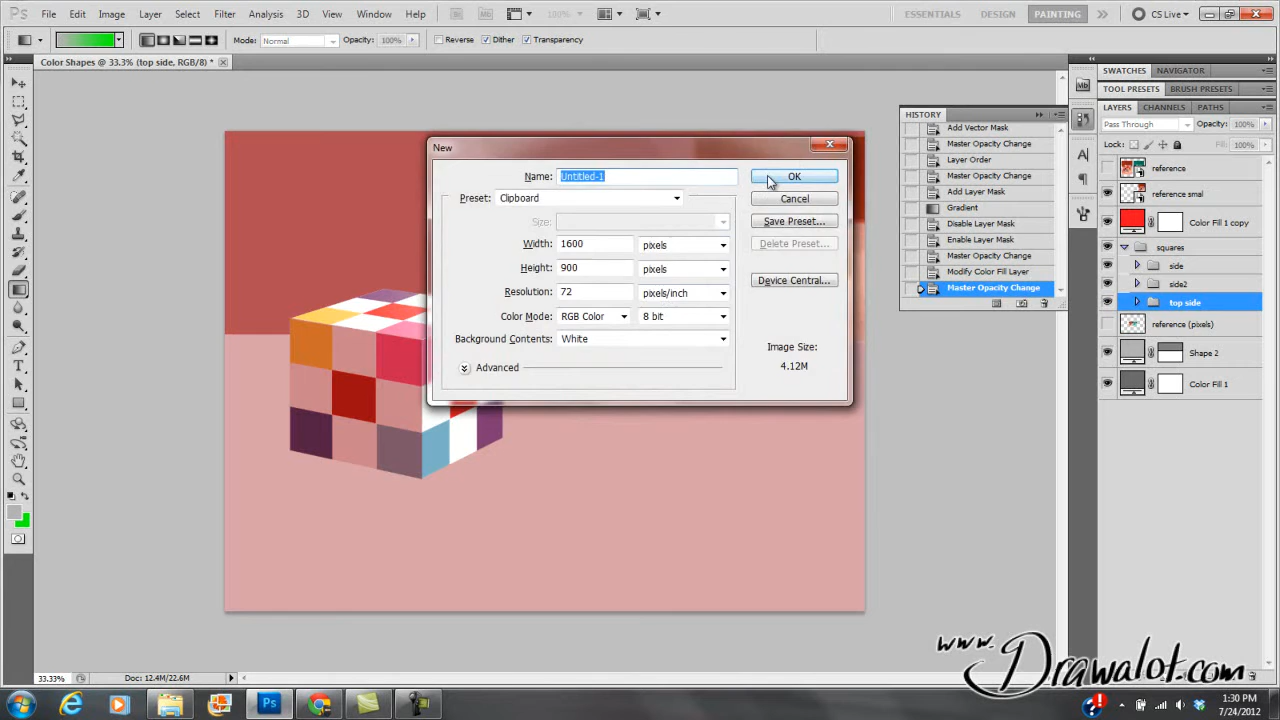 Ps File Edit Image Layer Select Filter Analysis 3D View Window Help
Mb
100%
ESSENTIALS DESIGN PAINTING CS Live
Mode: Normal Opacity: 100% Reverse Dither Transparency
Color Shapes @ 33.3% (top side, RGB/8) *
SWATCHES NAVIGATOR
TOOL PRESETS BRUSH PRESETS
LAYERS CHANNELS PATHS
Pass Through Opacity: 100%
Lock: Fill: 100%
reference
reference smal
Color Fill 1 copy
squares
side
side2
top side
reference (pixels)
Shape 2
Color Fill 1
HISTORY
Add Vector Mask
Master Opacity Change
Layer Order
Master Opacity Change
Add Layer Mask
Gradient
Disable Layer Mask
Enable Layer Mask
Master Opacity Change
Modify Color Fill Layer
Master Opacity Change
New
Name: Untitled-1
Preset: Clipboard
Size:
Width: 1600 pixels
Height: 900 pixels
Resolution: 72 pixels/inch
Color Mode: RGB Color 8 bit
Background Contents: White
Advanced
OK
Cancel
Save Preset...
Delete Preset...
Device Central...
Image Size:
4.12M
33.33% Doc: 12.4M/22.6M
www.
Drawalot.com
Ps
1:30 PM
7/24/2012